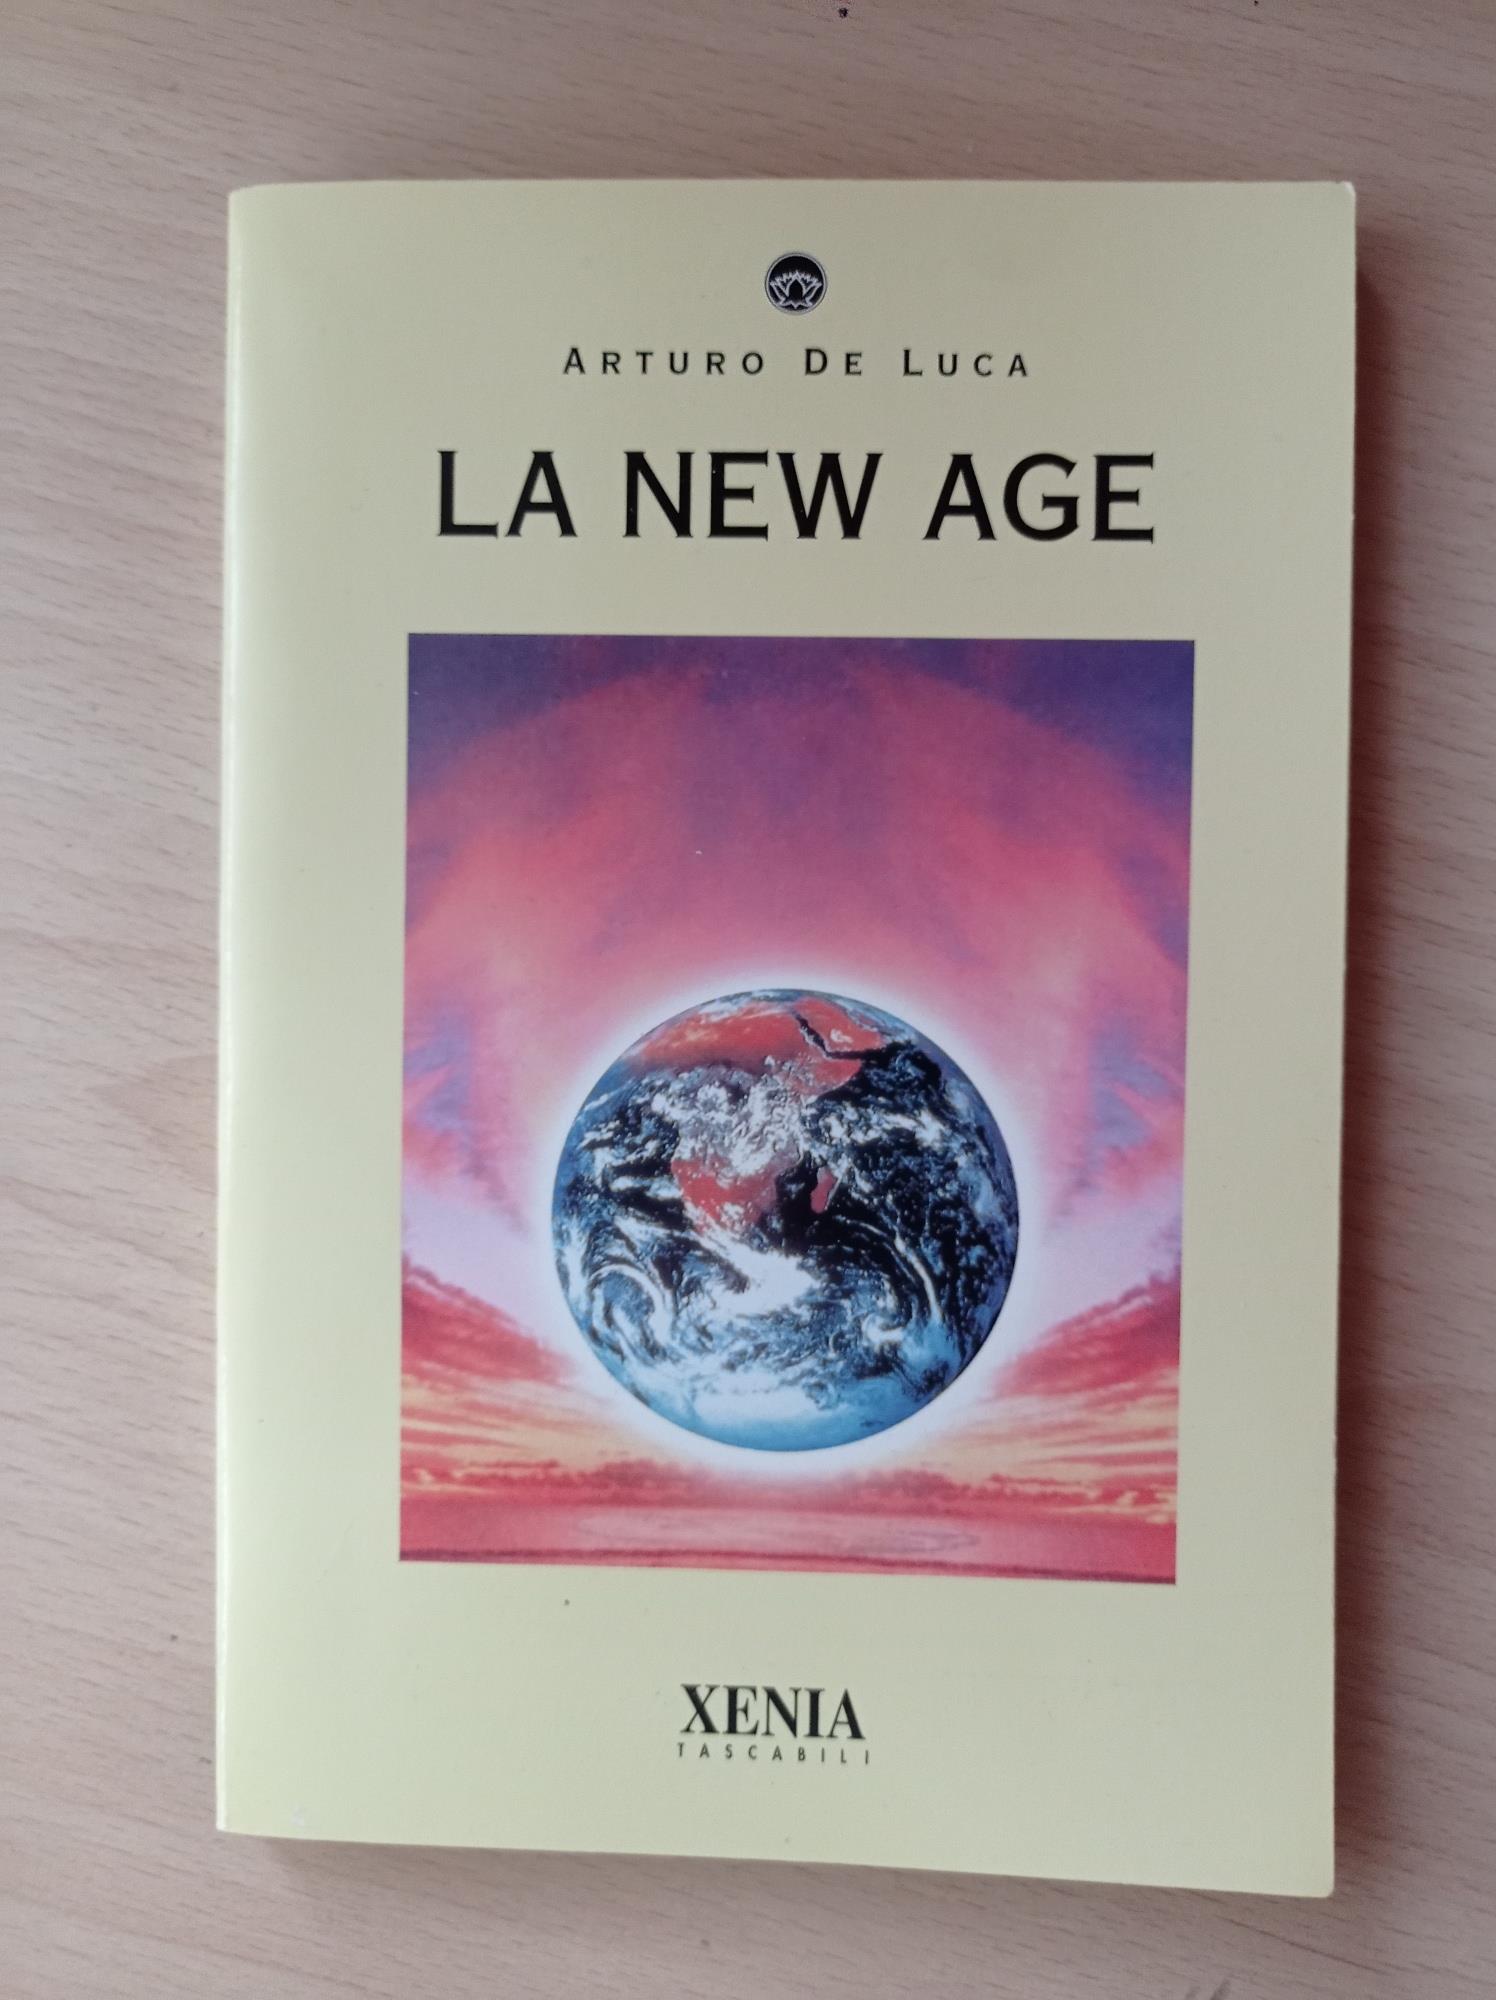 ARTURO DE LUCA
LA NEW AGE
XENIA
TASCABILI